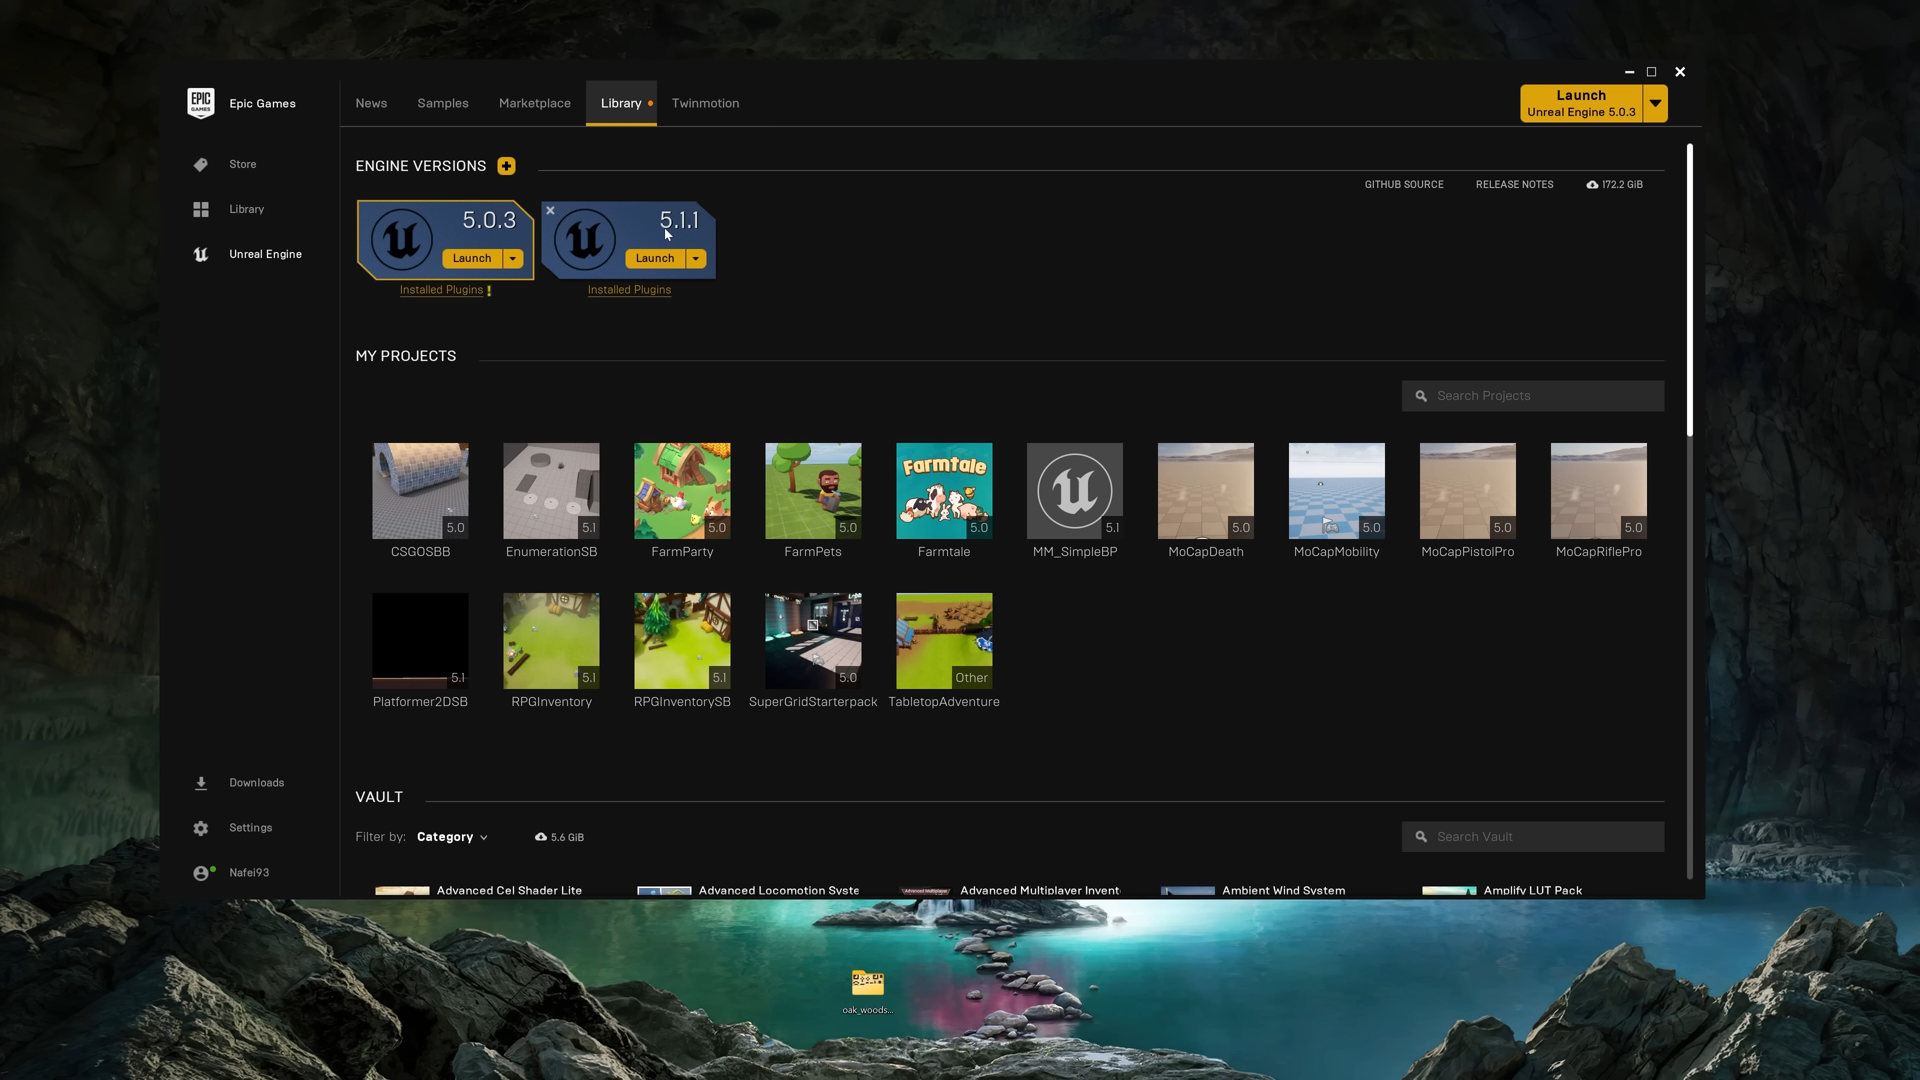 EPIC
GAMES
Epic Games
Store
Library
Unreal Engine
Downloads
Settings
Nafei93
News
Samples
Marketplace
Library
Twinmotion
Launch
Unreal Engine 5.0.3
ENGINE VERSIONS
GITHUB SOURCE
RELEASE NOTES
172.2 GiB
5.0.3
Launch
Installed Plugins !
5.1.1
Launch
Installed Plugins
MY PROJECTS
Search Projects
5.0
CSGOSBB
5.1
EnumerationSB
5.0
FarmParty
5.0
FarmPets
Farmtale
5.0
Farmtale
5.1
MM_SimpleBP
5.0
MoCapDeath
5.0
MoCapMobility
5.0
MoCapPistolPro
5.0
MoCapRiflePro
5.1
Platformer2DSB
5.1
RPGInventory
5.1
RPGInventorySB
5.0
SuperGridStarterpack
Other
TabletopAdventure
VAULT
Filter by: Category
5.6 GiB
Search Vault
Advanced Cel Shader Lite
Advanced Locomotion Syste
Advanced Multiplayer Invent
Ambient Wind System
Amplify LUT Pack
oak_woods...